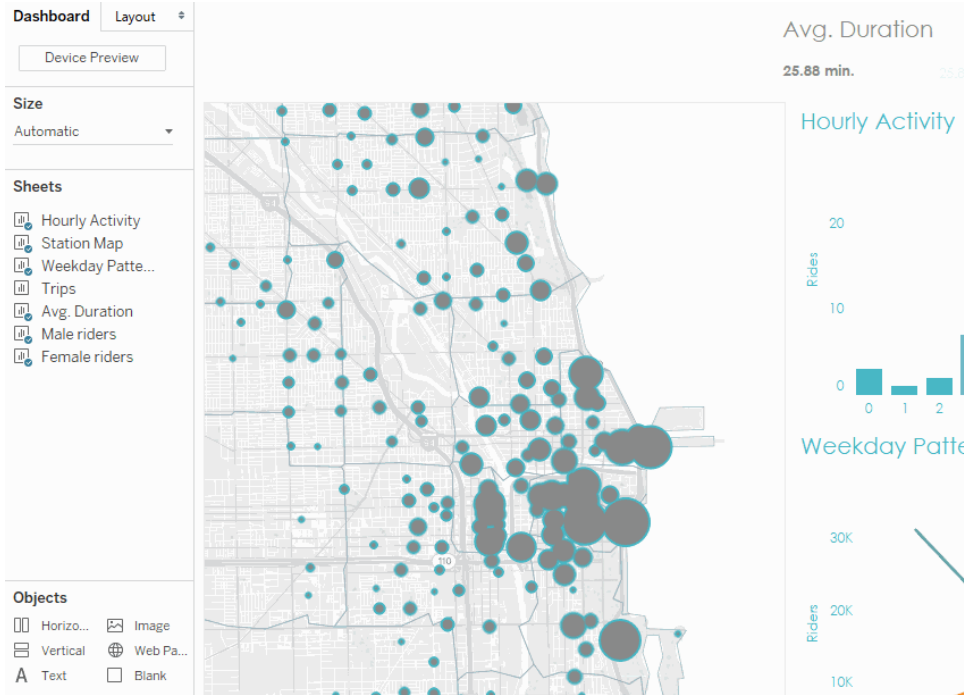 Dashboard Layout
Device Preview
Size
Automatic
Sheets
Hourly Activity
Station Map
Weekday Patte...
Trips
Avg. Duration
Male riders
Female riders
Objects
Horizo... Image
Vertical Web Pa...
A Text Blank
110
Avg. Duration
25.88 min.
Hourly Activity
20
Rides
10
0
0 1 2
Weekday Patte
30K
Riders
20K
10K